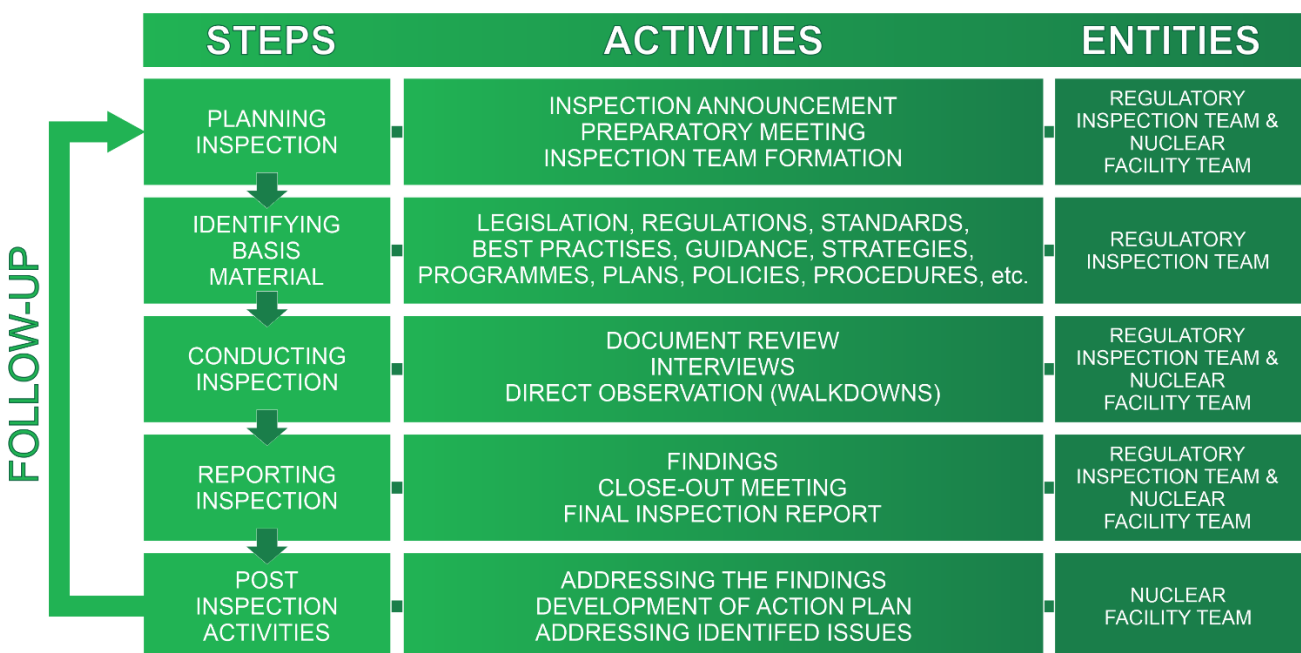 STEPS
ACTIVITIES
ENTITIES
FOLLOW-UP
PLANNING
INSPECTION
INSPECTION ANNOUNCEMENT
PREPARATORY MEETING
INSPECTION TEAM FORMATION
REGULATORY
INSPECTION TEAM &
NUCLEAR
FACILITY TEAM
IDENTIFYING
BASIS
MATERIAL
LEGISLATION, REGULATIONS, STANDARDS,
BEST PRACTISES, GUIDANCE, STRATEGIES,
PROGRAMMES, PLANS, POLICIES, PROCEDURES, etc.
REGULATORY
INSPECTION TEAM
CONDUCTING
INSPECTION
DOCUMENT REVIEW
INTERVIEWS
DIRECT OBSERVATION (WALKDOWNS)
REGULATORY
INSPECTION TEAM &
NUCLEAR
FACILITY TEAM
REPORTING
INSPECTION
FINDINGS
CLOSE-OUT MEETING
FINAL INSPECTION REPORT
REGULATORY
INSPECTION TEAM &
NUCLEAR
FACILITY TEAM
POST
INSPECTION
ACTIVITIES
ADDRESSING THE FINDINGS
DEVELOPMENT OF ACTION PLAN
ADDRESSING IDENTIFED ISSUES
NUCLEAR
FACILITY TEAM